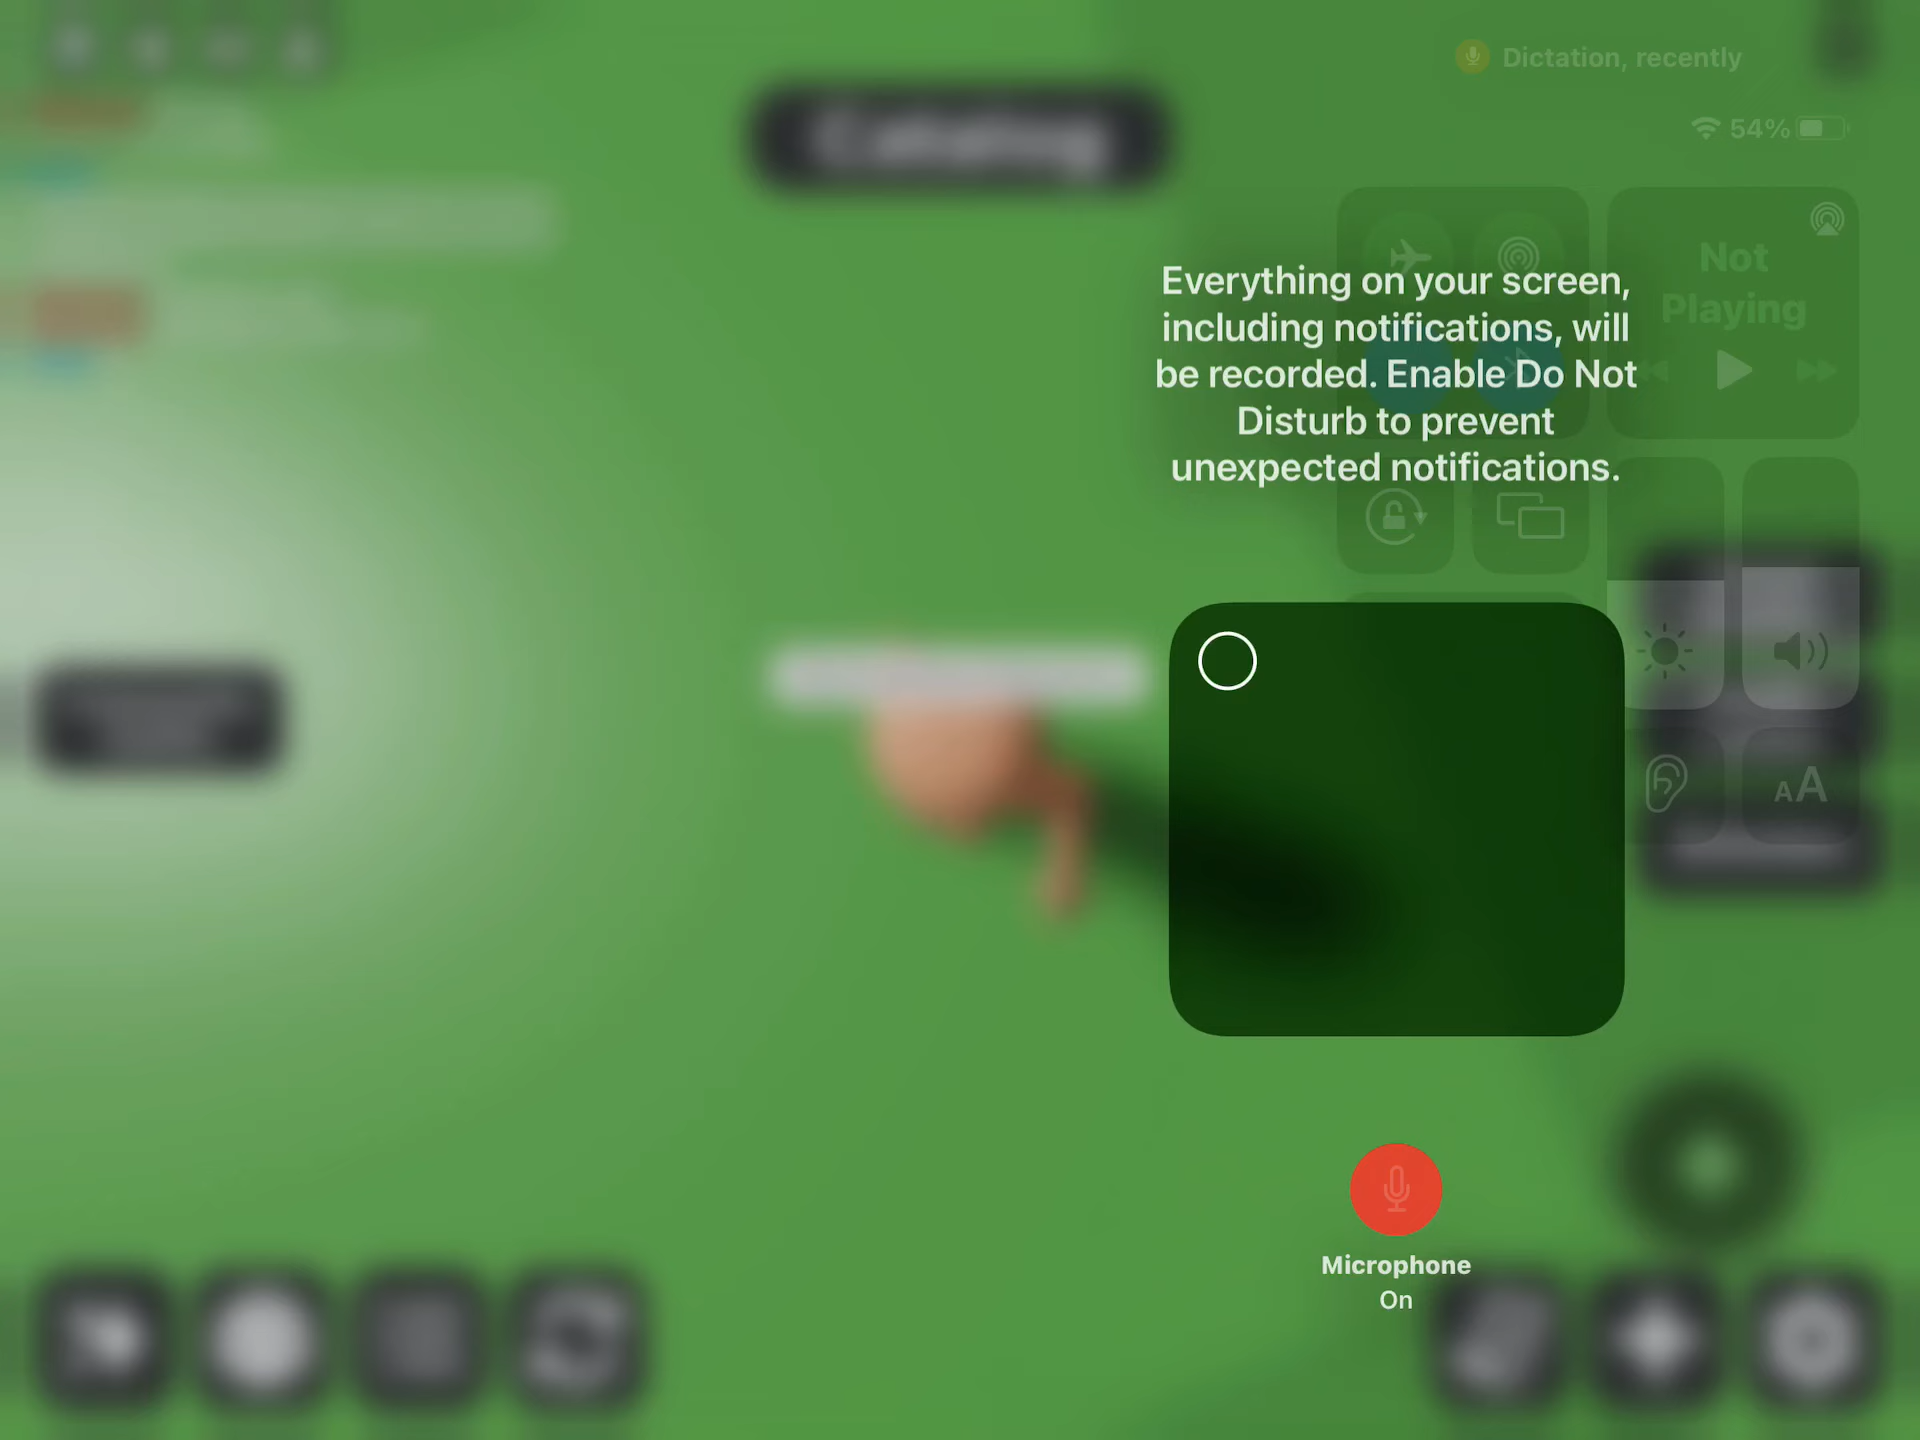 Dictation, recently
54%
Catalog
Not
Playing
Everything on your screen,
including notifications, will
be recorded. Enable Do Not
Disturb to prevent
unexpected notifications.
AA
Microphone
On